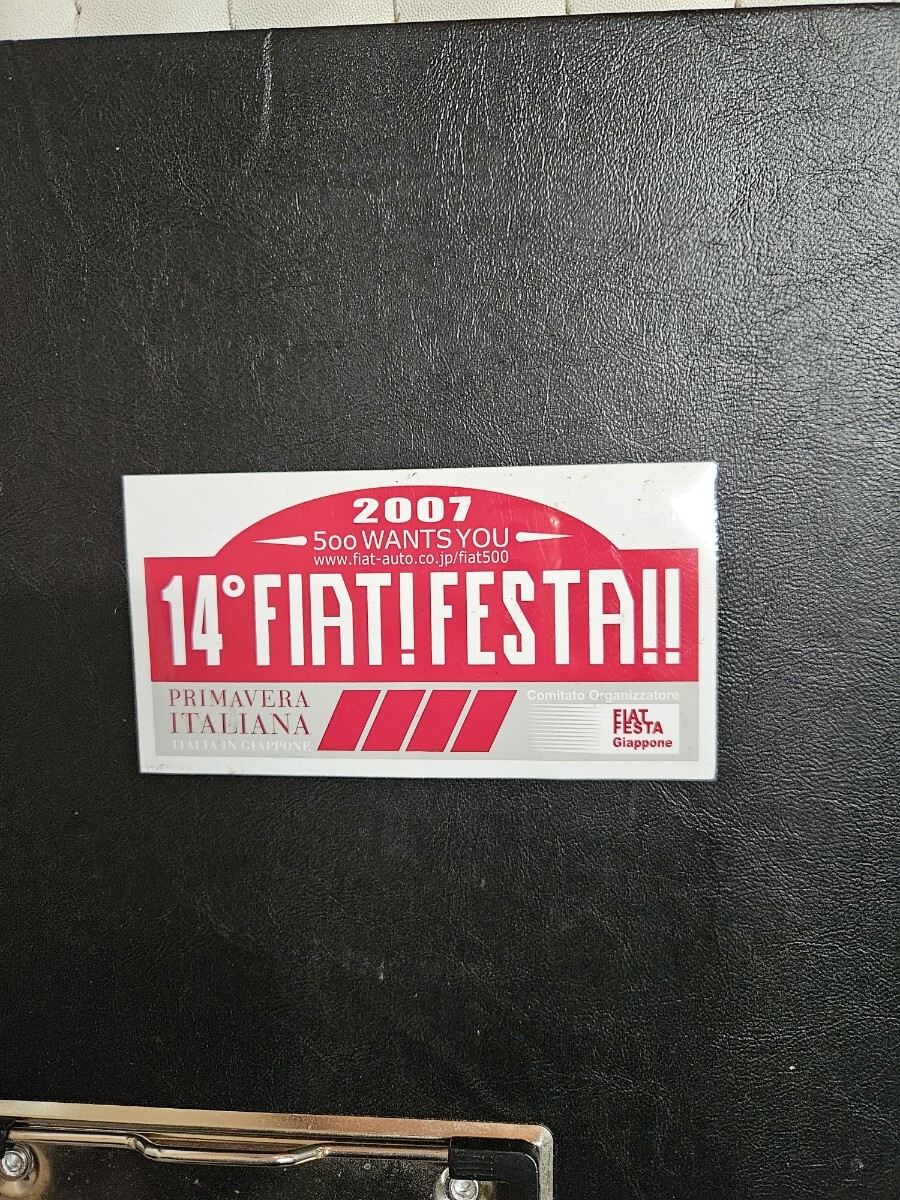 2007
5oo WANTS YOU
www.fiat-auto.co.jp/fiat500
14° FIAT! FESTA!!
PRIMAVERA
ITALIANA
ITALIA IN GIAPPONE
Comitato Organizzatore
FIAT
FESTA
Giappone